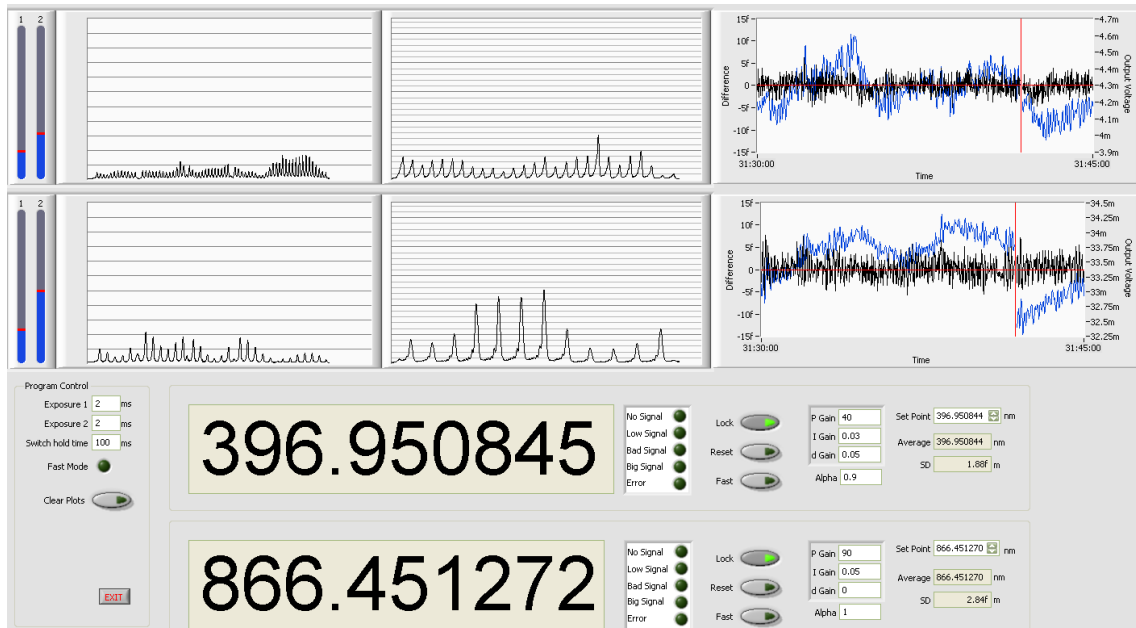 1 2
15f
10f
5f
0
-5f
-10f
-15f
Difference
4.7m
4.6m
4.5m
4.4m
4.3m
4.2m
4.1m
4m
3.9m
Output Voltage
31:30:00
31:45:00
Time
1 2
15f
10f
5f
0
-5f
-10f
-15f
Difference
34.5m
34.25m
34m
33.75m
33.5m
33.25m
33m
32.75m
32.5m
32.25m
Output Voltage
31:30:00
31:45:00
Time
Program Control
Exposure 1 2 ms
Exposure 2 2 ms
Switch hold time 100 ms
Fast Mode
Clear Plots
EXIT
396.950845
No Signal
Low Signal
Bad Signal
Big Signal
Error
Lock
Reset
Fast
P Gain 40
I Gain 0.03
d Gain 0.05
Alpha 0.9
Set Point 396.950844 nm
Average 396.950844 nm
SD 1.88f m
866.451272
No Signal
Low Signal
Bad Signal
Big Signal
Error
Lock
Reset
Fast
P Gain 90
I Gain 0.05
d Gain 0
Alpha 1
Set Point 866.451270 nm
Average 866.451270 nm
SD 2.84f m